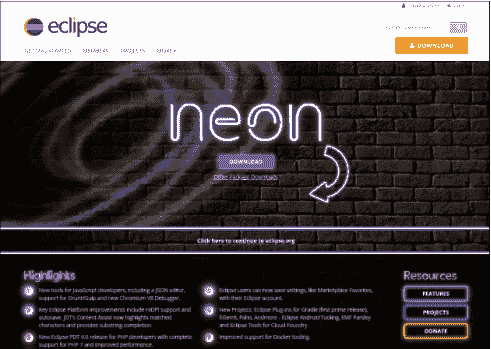 eclipse
DOWNLOAD
neon
DOWNLOAD
Other Package Downloads
Click here to continue to eclipse.org
Highlights
New tools for JavaScript developers, including a JSON editor,
support for Grunt/Gulp and new Chromium V8 Debugger.
Key Eclipse Platform improvements include HiDPI support and
autosave. JDT's Content Assist now highlights matched
characters and provides substring completion.
New Eclipse PDT 4.0 release for PHP developers with complete
support for PHP 7 and improved performance.
Eclipse users can now save settings, like Marketplace Favorites,
with their Eclipse account.
New Projects: Eclipse Plug-ins for Gradle (first prime release),
EGerrit, Paho, Andmore - Eclipse Android Tooling, EMF Parsley
and Eclipse Tools for Cloud Foundry.
Improved support for Docker tooling.
Resources
FEATURES
PROJECTS
DONATE